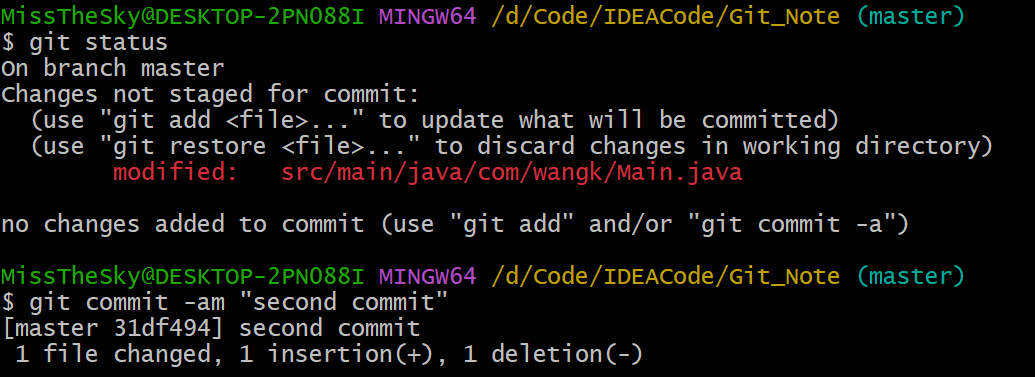 MissTheSky@DESKTOP-2PNO88I MINGW64 /d/Code/IDEACode/Git_Note (master)
$ git status
On branch master
Changes not staged for commit:
  (use "git add <file>..." to update what will be committed)
  (use "git restore <file>..." to discard changes in working directory)
        modified:   src/main/java/com/wangk/Main.java

no changes added to commit (use "git add" and/or "git commit -a")

MissTheSky@DESKTOP-2PNO88I MINGW64 /d/Code/IDEACode/Git_Note (master)
$ git commit -am "second commit"
[master 31df494] second commit
 1 file changed, 1 insertion(+), 1 deletion(-)